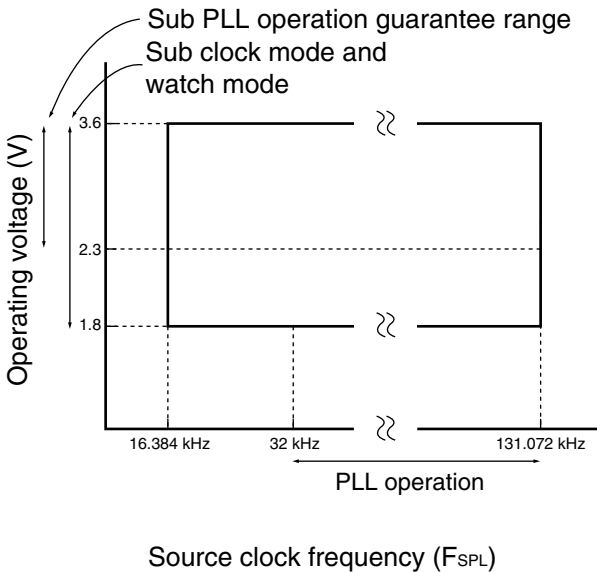 Sub PLL operation guarantee range
Sub clock mode and
watch mode
Operating voltage (V)
3.6
2.3
1.8
16.384 kHz
32 kHz
131.072 kHz
PLL operation
Source clock frequency (FSPL)